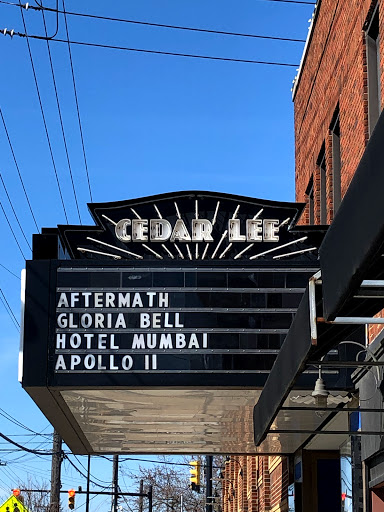 CEDAR LEE
AFTERMATH
GLORIA BELL
HOTEL MUMBAI
APOLLO 11